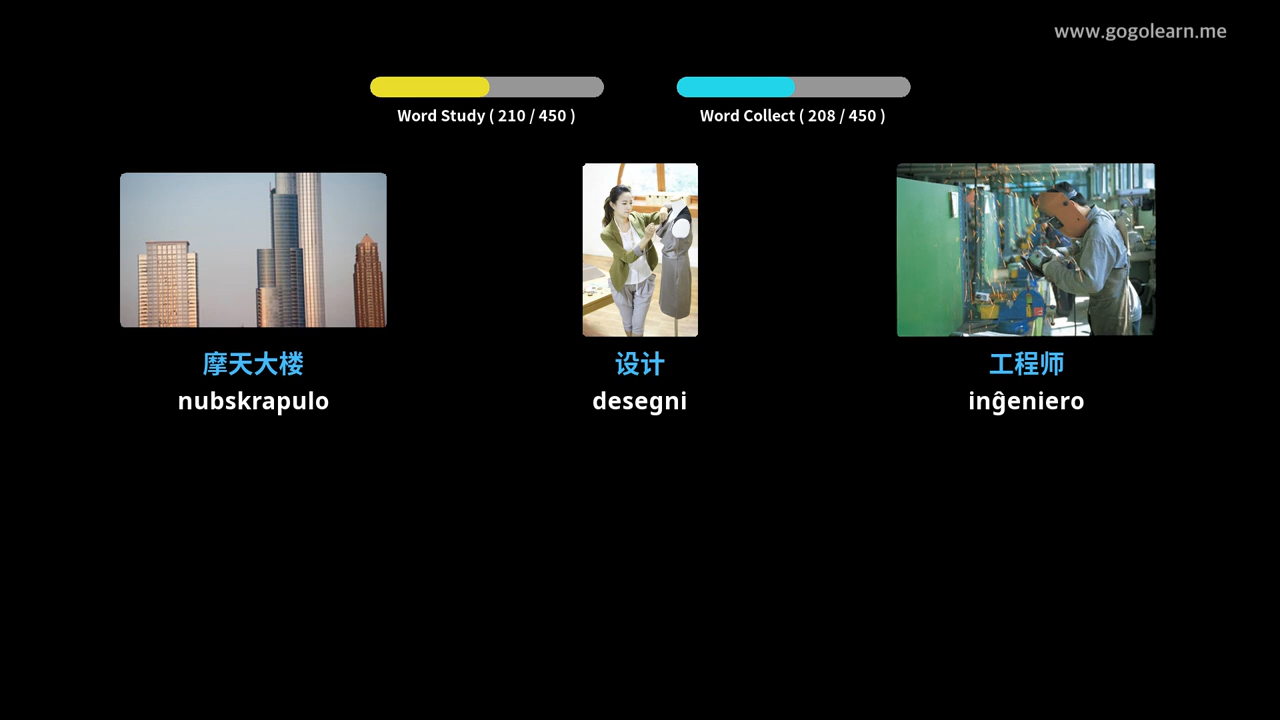 www.gogolearn.me
Word Study ( 210 / 450 )
Word Collect ( 208 / 450 )
摩天大楼
nubskrapulo
设计
desegni
工程师
inĝeniero